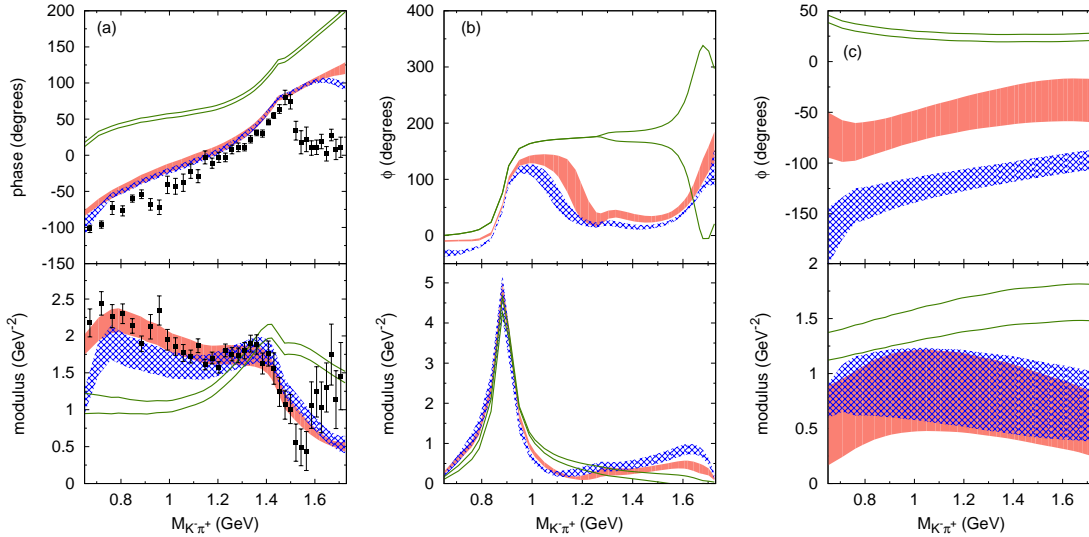 (a)
phase (degrees)
200
150
100
50
0
-50
-100
-150
modulus (GeV⁻²)
2.5
2
1.5
1
0.5
0
0.8 1 1.2 1.4 1.6
M_K⁻π⁺ (GeV)
(b)
ϕ (degrees)
400
300
200
100
0
modulus (GeV⁻²)
5
4
3
2
1
0
0.8 1 1.2 1.4 1.6
M_K⁻π⁺ (GeV)
(c)
ϕ (degrees)
50
0
-50
-100
-150
modulus (GeV⁻²)
2
1.5
1
0.5
0
0.8 1 1.2 1.4 1.6
M_K⁻π⁺ (GeV)